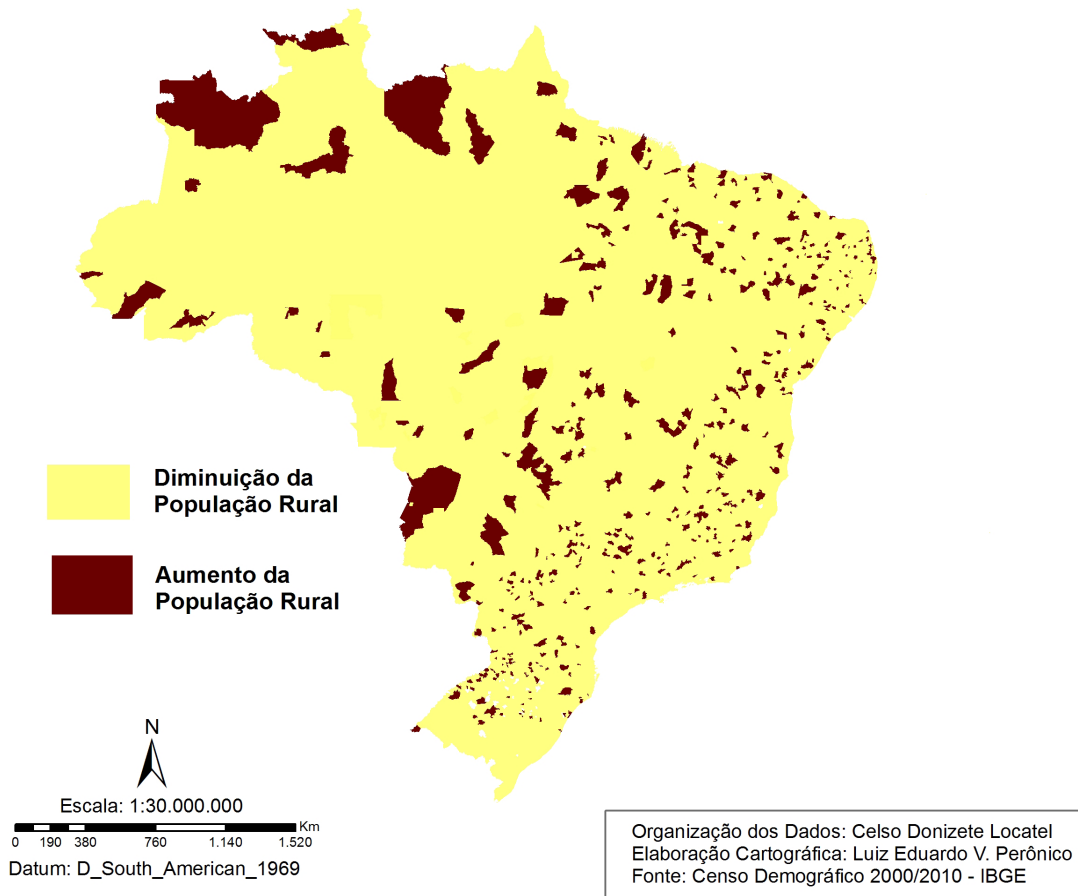 Diminuição da
População Rural
Aumento da
População Rural
N
Escala: 1:30.000.000
Km
0 190 380 760 1.140 1.520
Datum: D_South_American_1969
Organização dos Dados: Celso Donizete Locatel
Elaboração Cartográfica: Luiz Eduardo V. Perônico
Fonte: Censo Demográfico 2000/2010 - IBGE